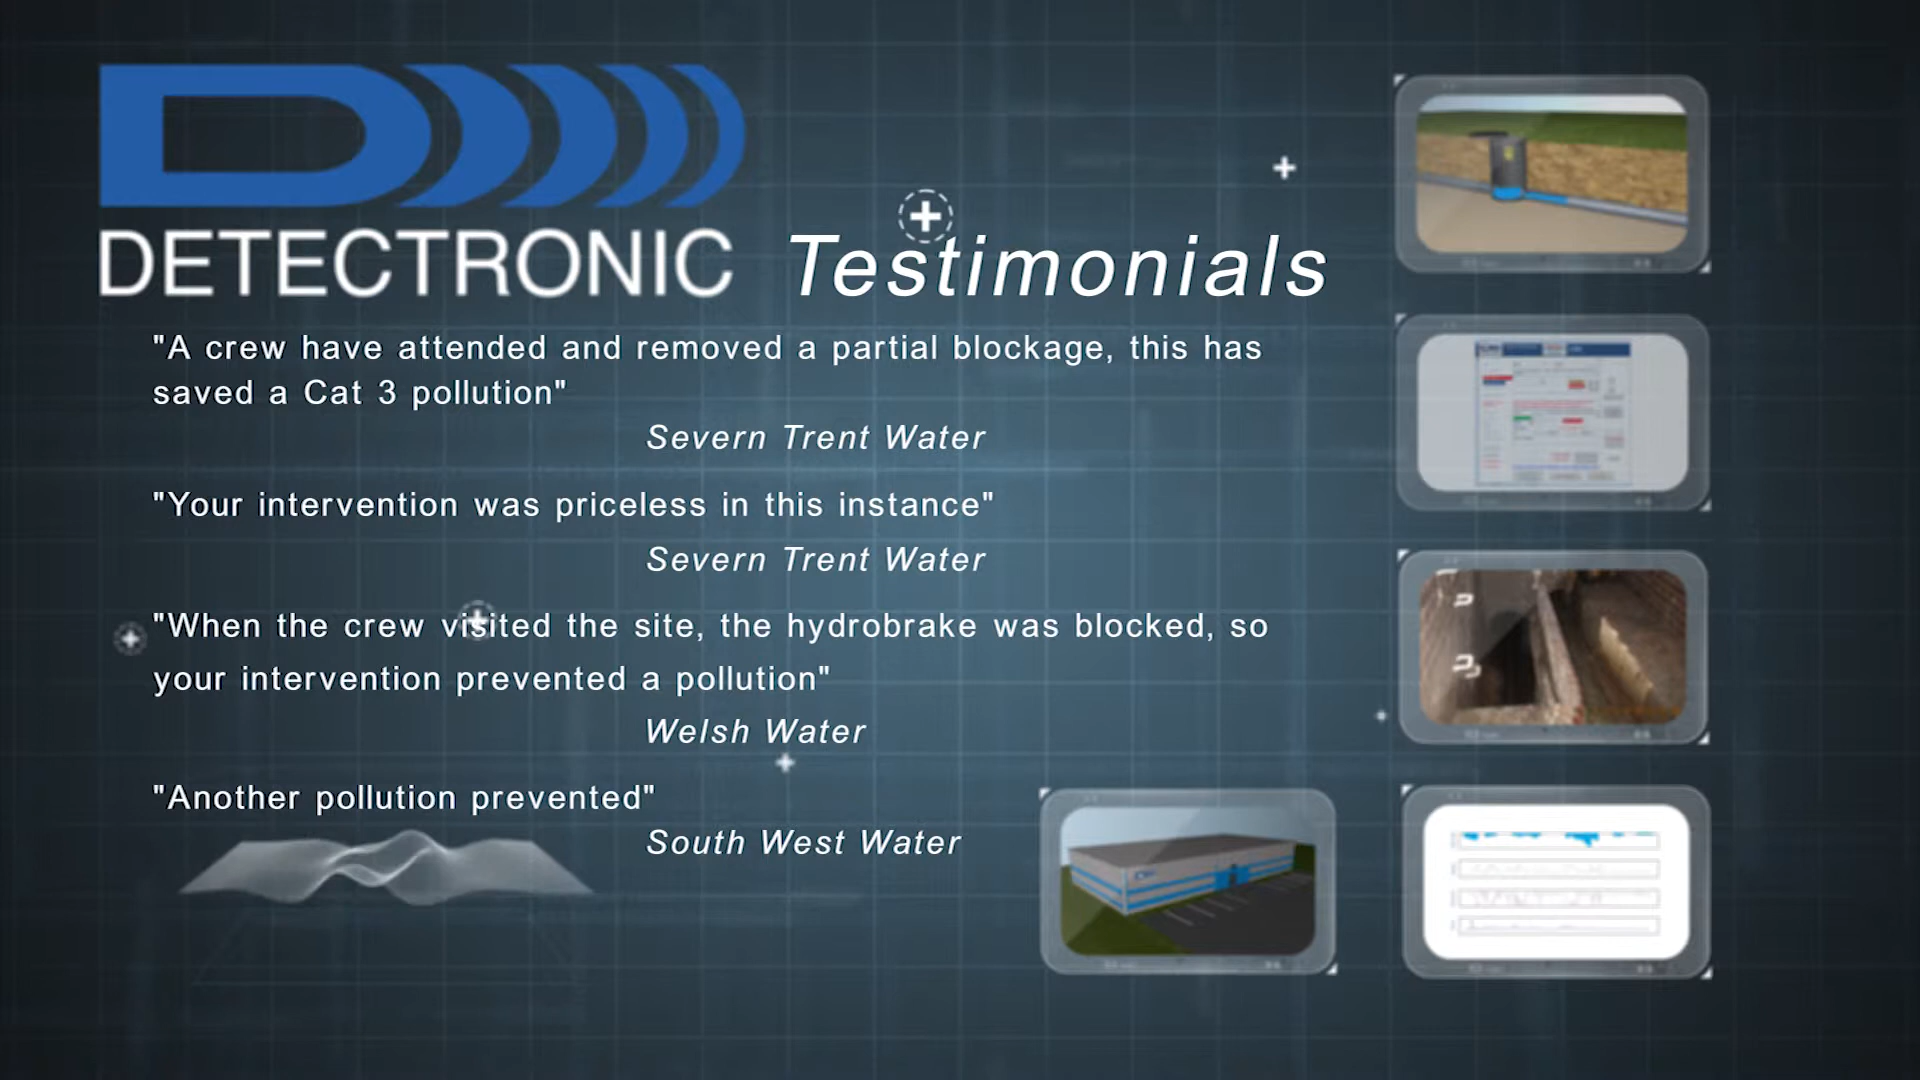 DETECTRONIC Testimonials
"A crew have attended and removed a partial blockage, this has
saved a Cat 3 pollution"
Severn Trent Water
"Your intervention was priceless in this instance"
Severn Trent Water
"When the crew visited the site, the hydrobrake was blocked, so
your intervention prevented a pollution"
Welsh Water
"Another pollution prevented"
South West Water